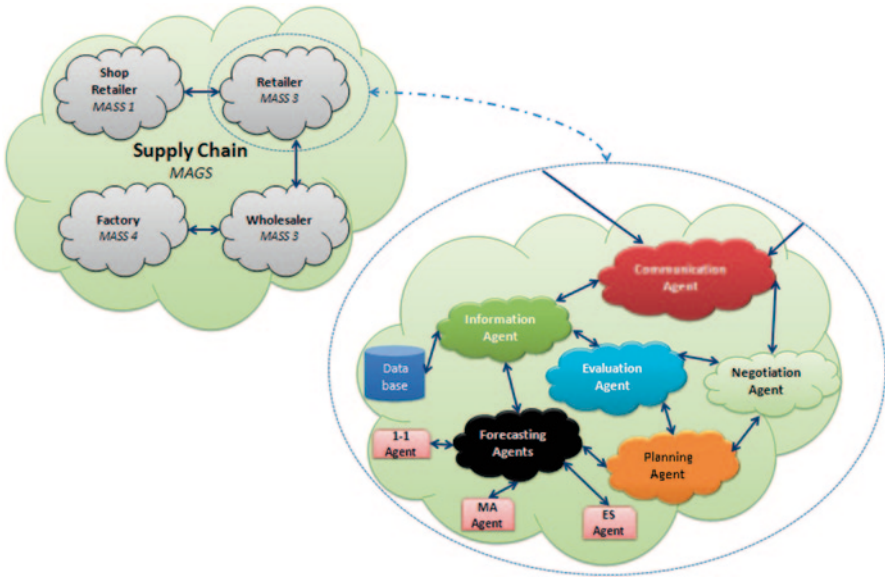 Shop
Retailer
MASS 1
Retailer
MASS 3
Supply Chain
MAGS
Factory
MASS 4
Wholesaler
MASS 3
Communication
Agent
Information
Agent
Data
base
Evaluation
Agent
Negotiation
Agent
1-1
Agent
Forecasting
Agents
Planning
Agent
MA
Agent
ES
Agent